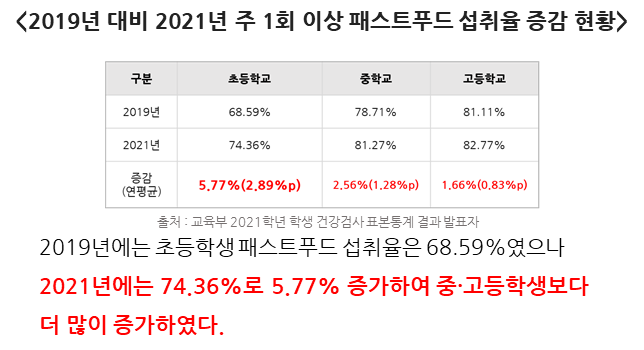 <2019년 대비 2021년 주 1회 이상 패스트푸드 섭취율 증감 현황>
구분 초등학교 중학교 고등학교
2019년 68.59% 78.71% 81.11%
2021년 74.36% 81.27% 82.77%
증감
(연평균) 5.77%(2.89%p) 2.56%(1.28%p) 1.66%(0.83%p)
출처 : 교육부 2021학년 학생 건강검사 표본통계 결과 발표자
2019년에는 초등학생 패스트푸드 섭취율은 68.59%였으나
2021년에는 74.36%로 5.77% 증가하여 중·고등학생보다
더 많이 증가하였다.